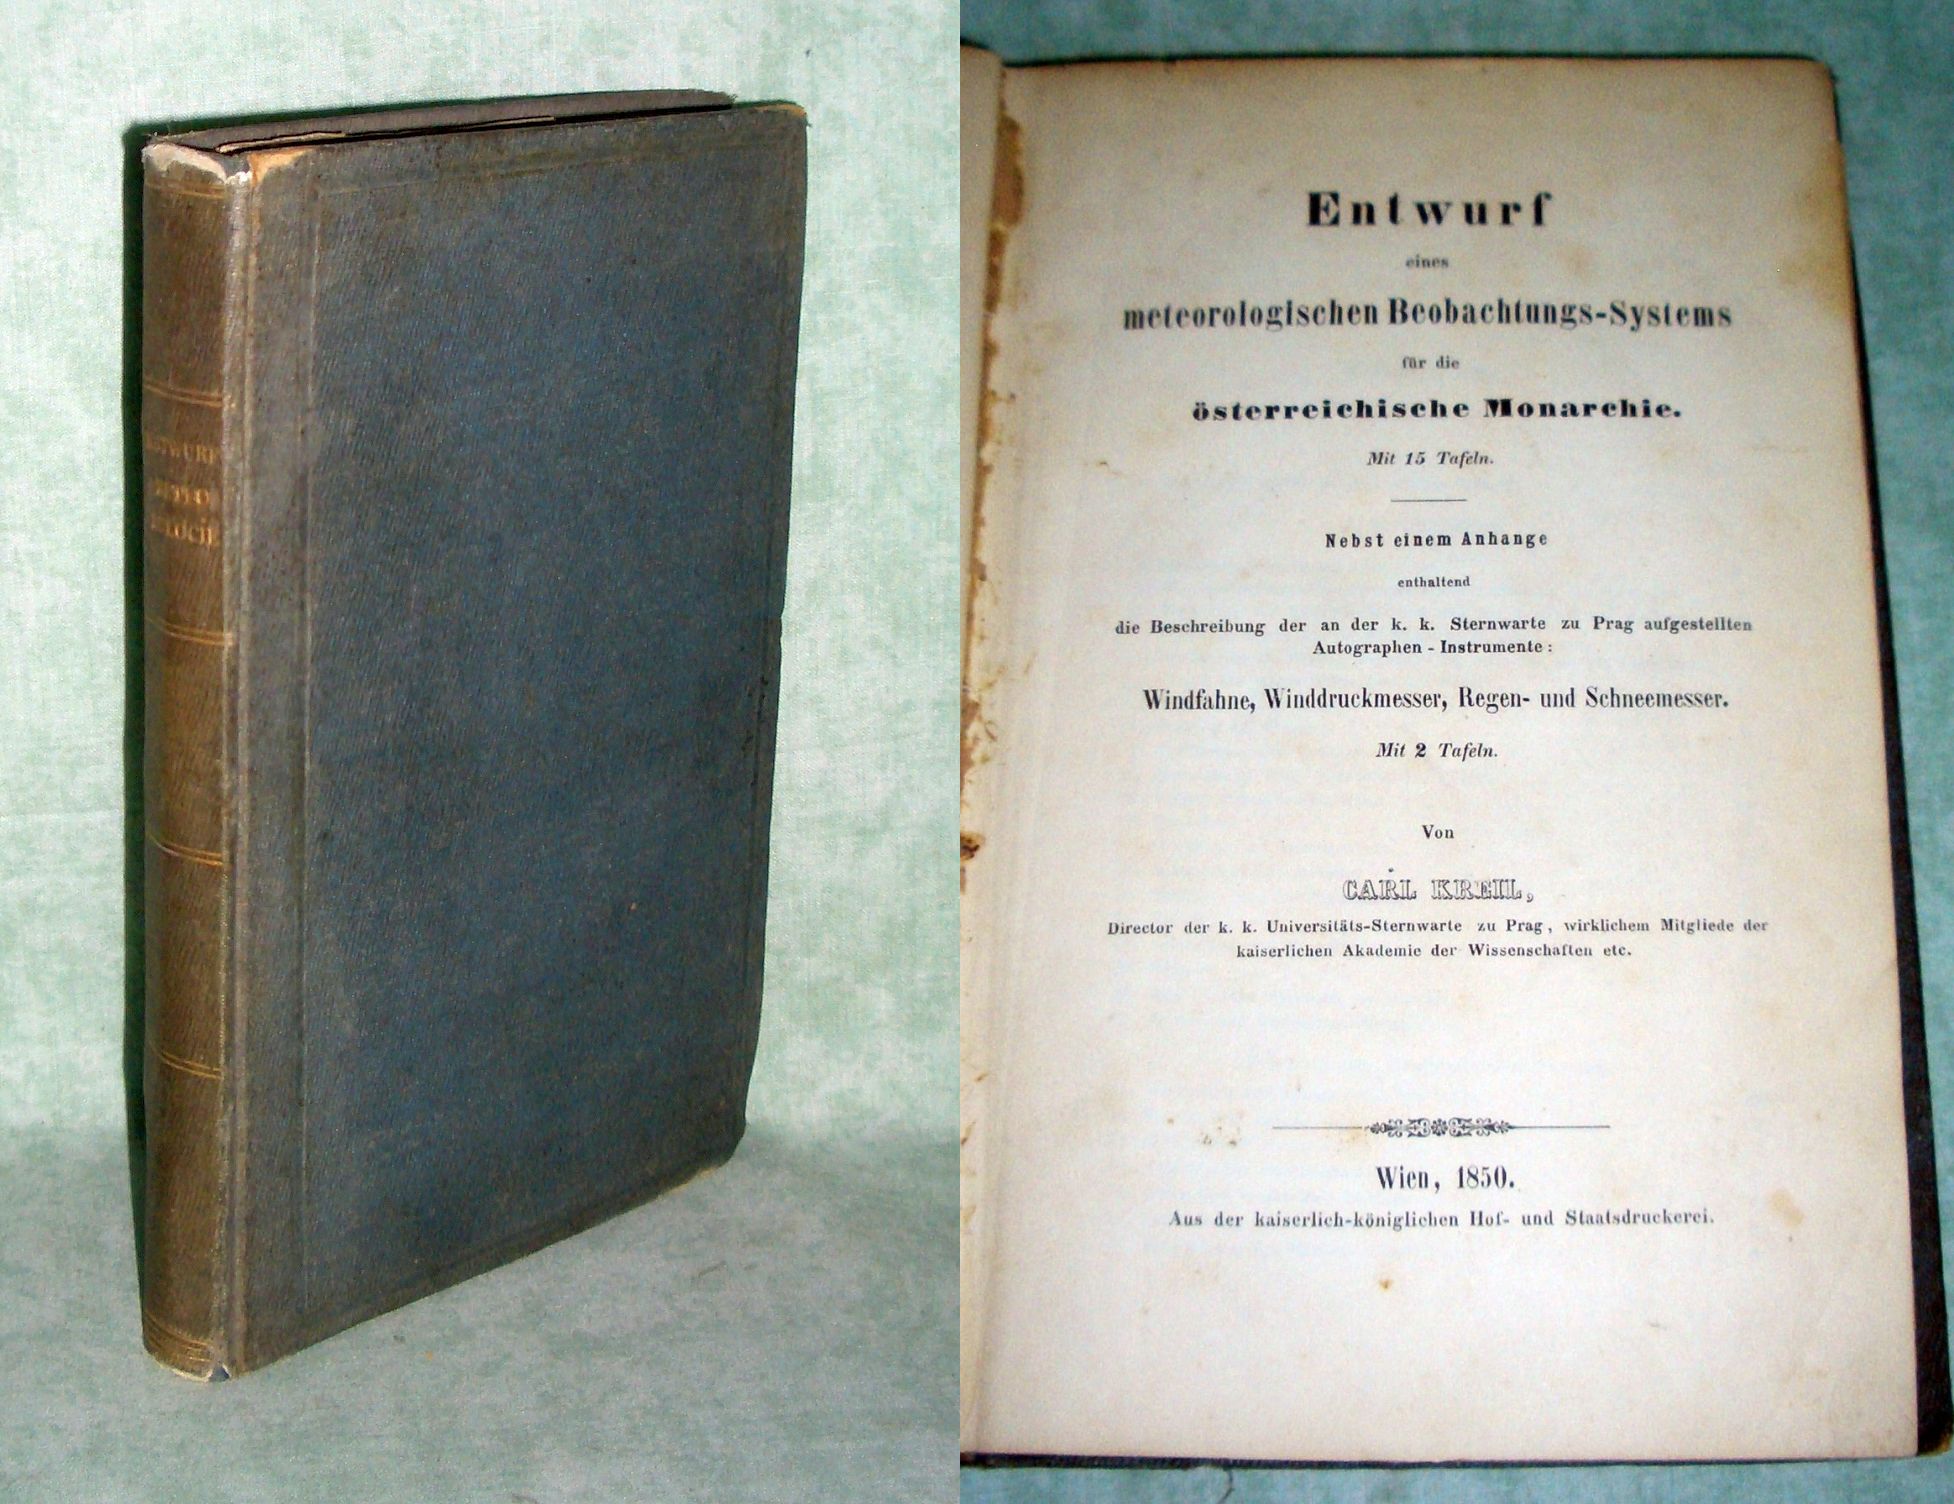 ENTWURF
Entwurf
eines
meteorologischen Beobachtungs-Systems
für die
österreichische Monarchie.
Mit 15 Tafeln.
Nebst einem Anhange
enthaltend
die Beschreibung der an der k. k. Sternwarte zu Prag aufgestellten
Autographen - Instrumente :
Windfahne, Winddruckmesser, Regen- und Schneemesser.
Mit 2 Tafeln.
Von
CARL KREIL,
Director der k. k. Universitäts-Sternwarte zu Prag, wirklichem Mitgliede der
kaiserlichen Akademie der Wissenschaften etc.
Wien, 1850.
Aus der kaiserlich-königlichen Hof- und Staatsdruckerei.